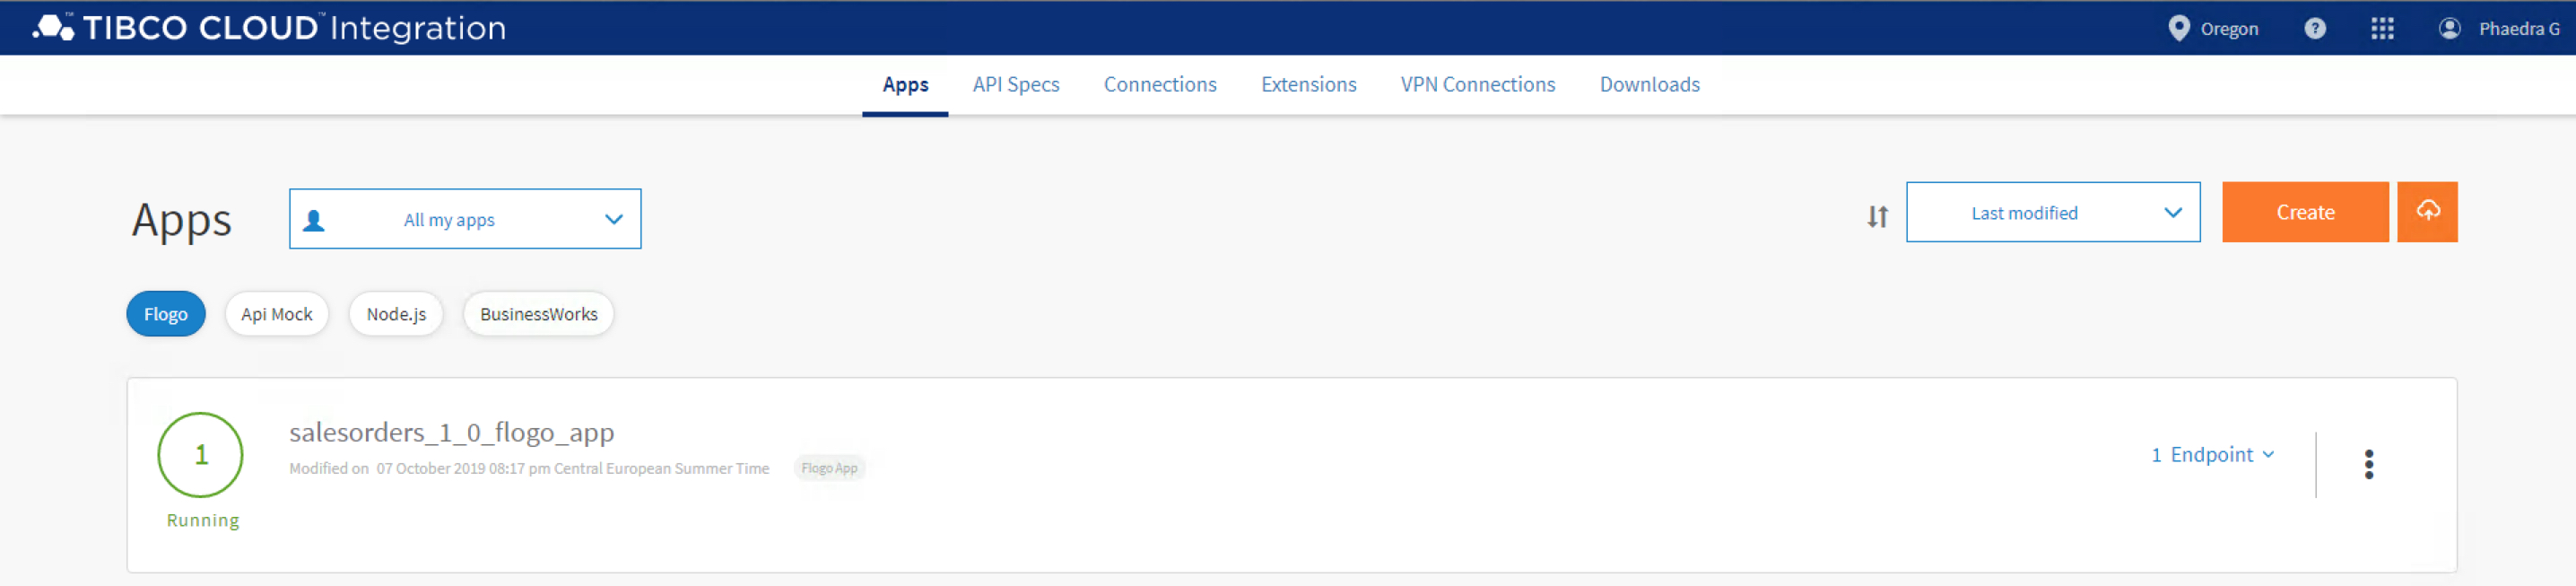 TIBCO CLOUD™ Integration
Oregon
?
Phaedra G
Apps API Specs Connections Extensions VPN Connections Downloads
Apps
All my apps
Last modified
Create
Flogo Api Mock Node.js BusinessWorks
1
Running
salesorders_1_0_flogo_app
Modified on 07 October 2019 08:17 pm Central European Summer Time Flogo App
1 Endpoint